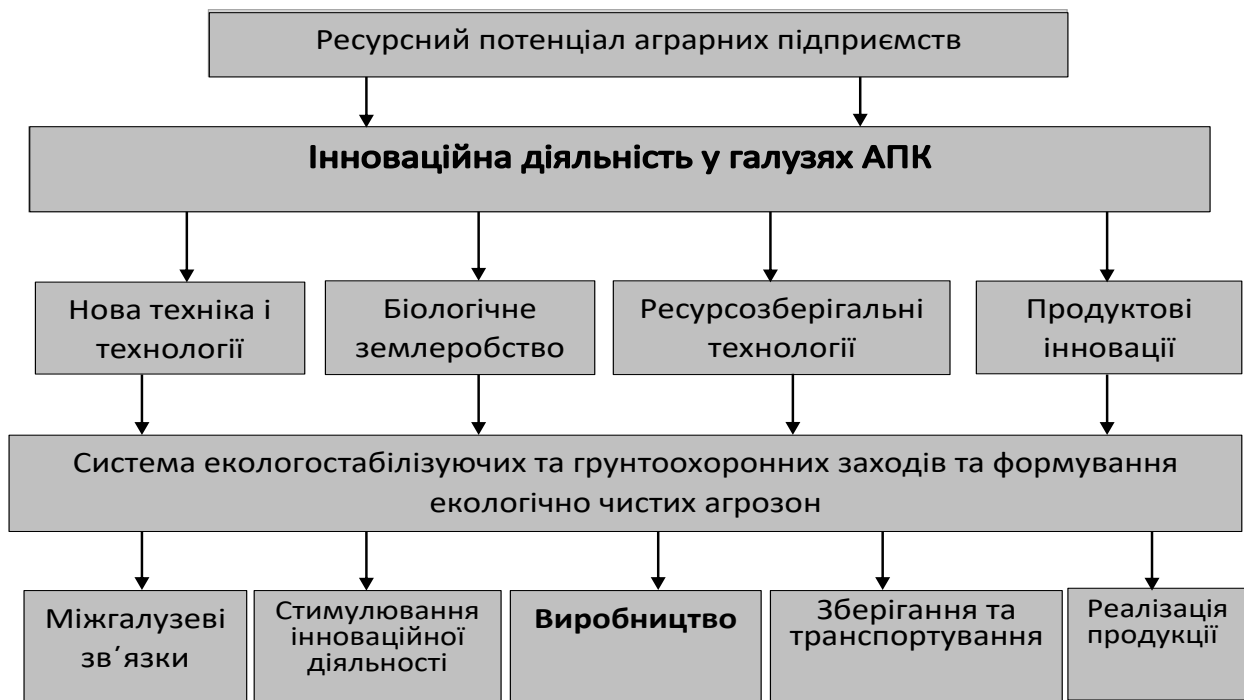 Ресурсний потенціал аграрних підприємств
Інноваційна діяльність у галузях АПК
Нова техніка і
технології
Біологічне
землеробство
Ресурсозберігальні
технології
Продуктові
інновації
Система екологостабілізуючих та грунтоохоронних заходів та формування
екологічно чистих агрозон
Міжгалузеві
зв΄язки
Стимулювання
інноваційної
діяльності
Виробництво
Зберігання та
транспортування
Реалізація
продукції